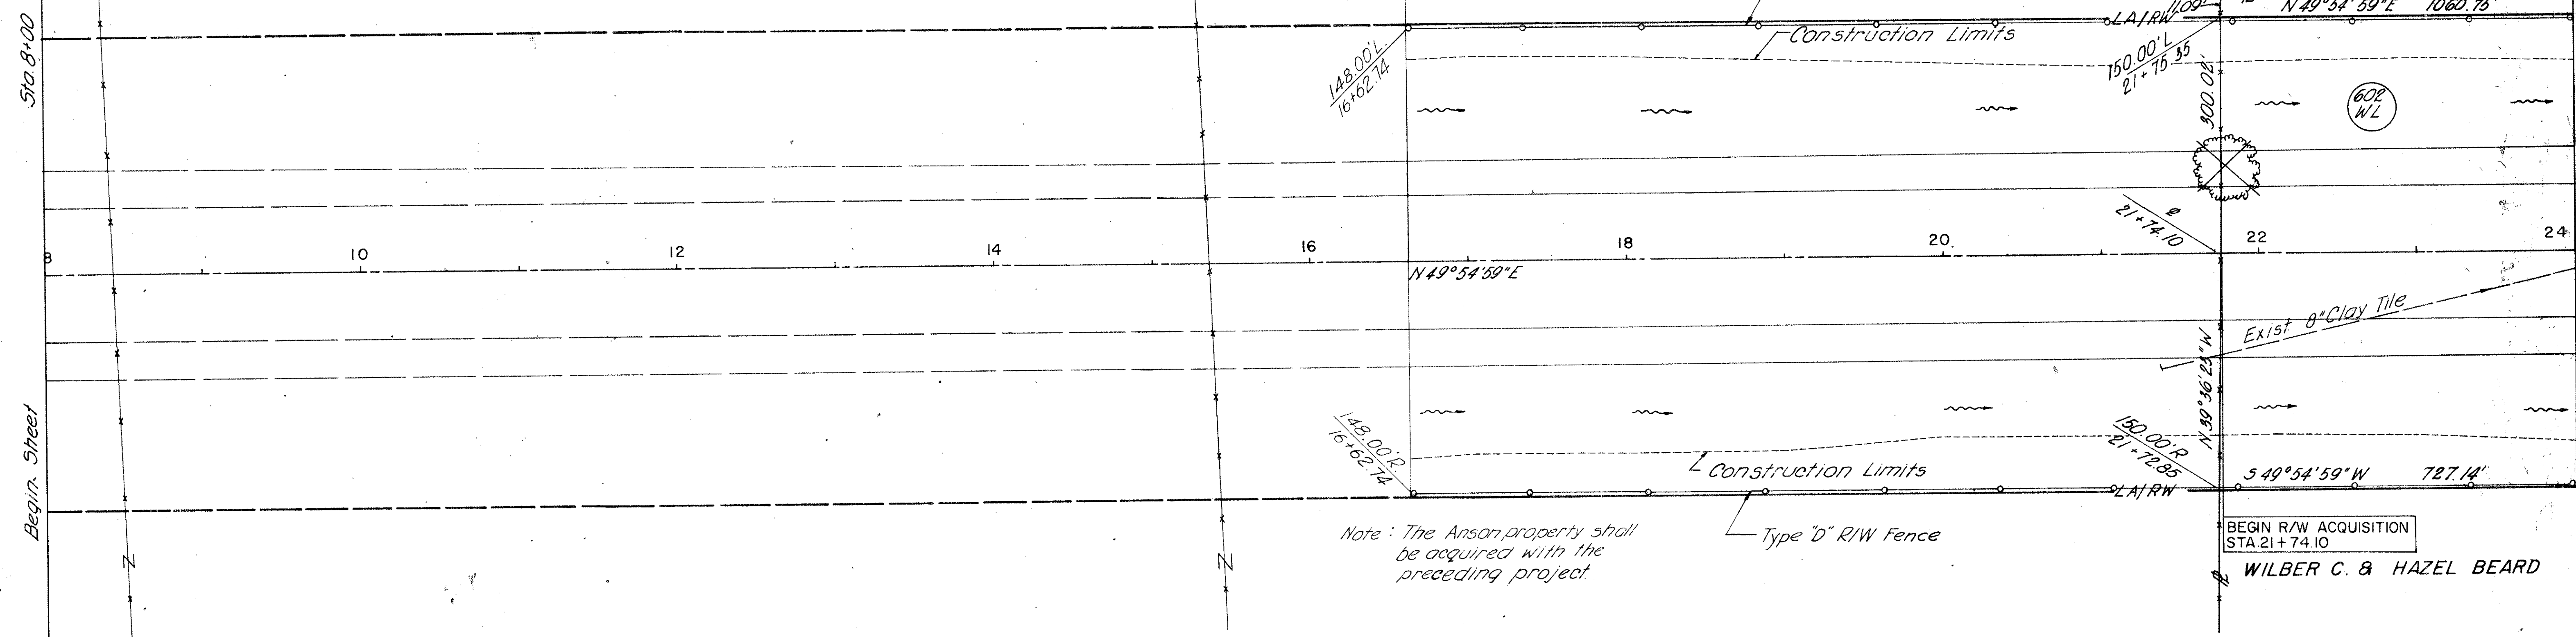 Sta. 8+00
Begin. Sheet
LA/RW
N 49°54'59"E 1060.75'
Construction Limits
148.00'L.
16+62.74
150.00'L
21+75.35
300.02'
602
WL
℄
21+74.10
8
10
12
14
16
18
20
22
24
N 49°54'59"E
Exist 8" Clay Tile
148.00'R.
16+62.74
150.00'R
21+72.85
Construction Limits
S 49°54'59" W 727.14'
LA/RW
Note : The Anson property shall
be acquired with the
preceding project
Type "D" R/W Fence
BEGIN R/W ACQUISITION
STA. 21+74.10
WILBER C. & HAZEL BEARD